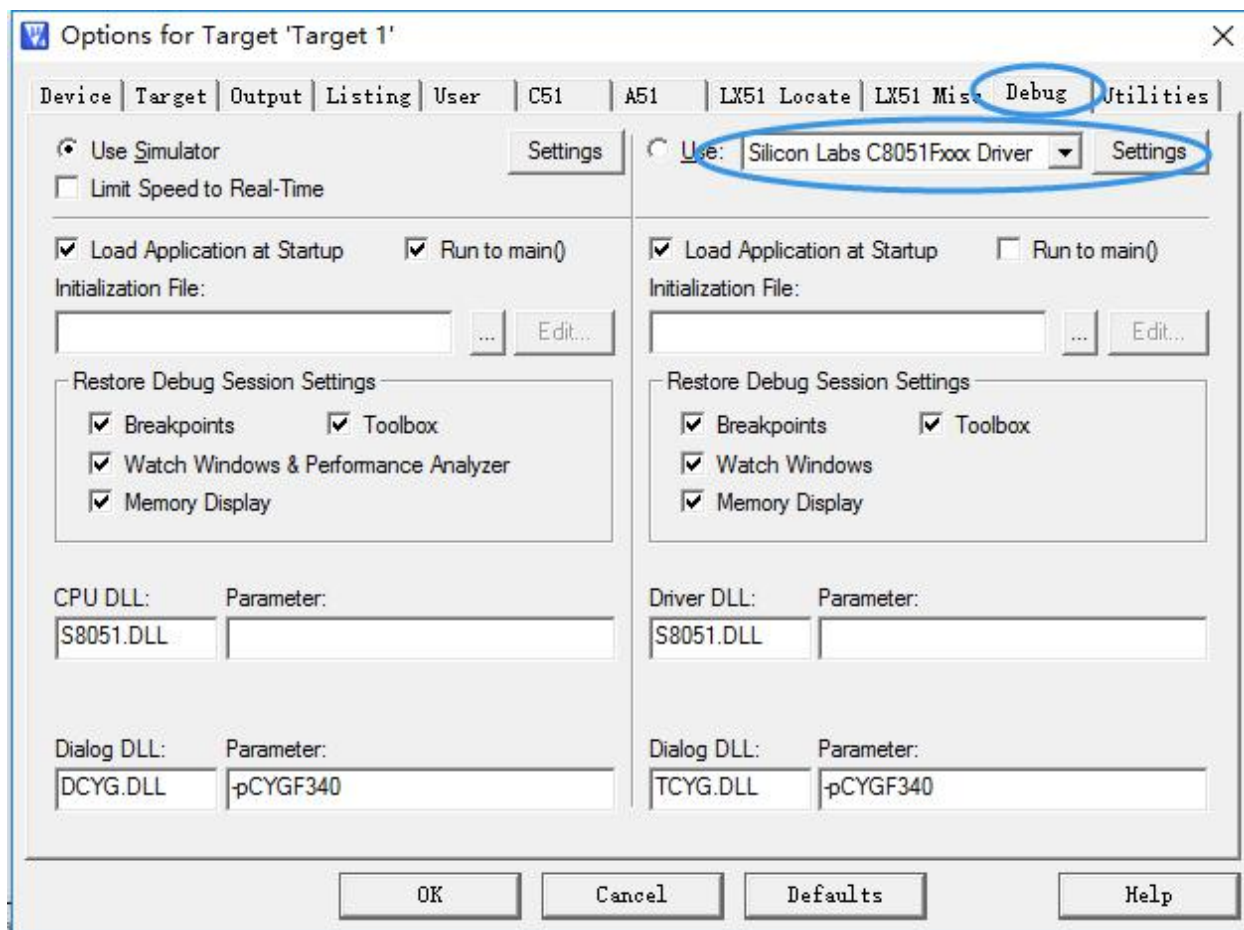 Options for Target 'Target 1'
Device Target Output Listing User C51 A51 LX51 Locate LX51 Misc Debug Utilities
Use Simulator Settings Use: Silicon Labs C8051Fxxx Driver Settings
Limit Speed to Real-Time
Load Application at Startup Run to main() Load Application at Startup Run to main()
Initialization File: Initialization File:
... Edit... ... Edit...
Restore Debug Session Settings Restore Debug Session Settings
Breakpoints Toolbox Breakpoints Toolbox
Watch Windows & Performance Analyzer Watch Windows
Memory Display Memory Display
CPU DLL: Parameter: Driver DLL: Parameter:
S8051.DLL S8051.DLL
Dialog DLL: Parameter: Dialog DLL: Parameter:
DCYG.DLL -pCYGF340 TCYG.DLL -pCYGF340
OK Cancel Defaults Help